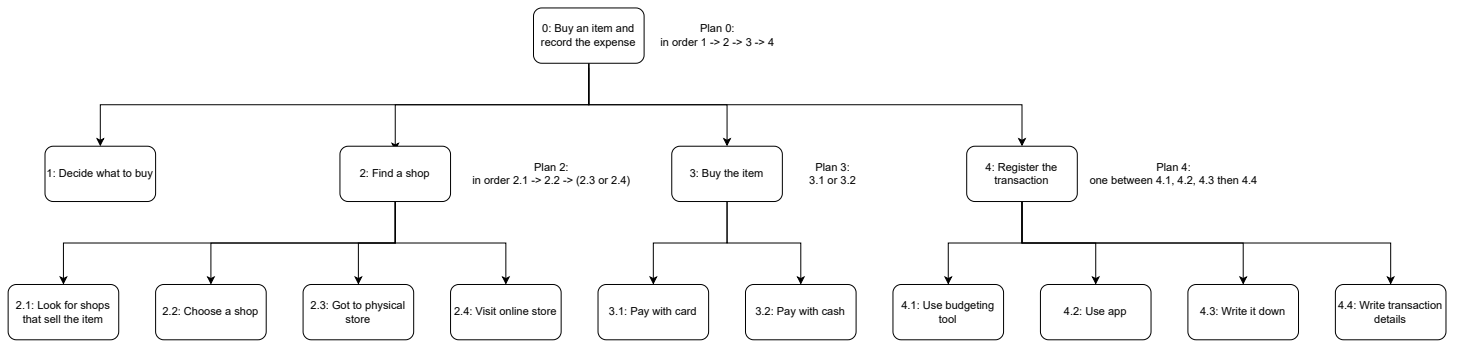 0: Buy an item and
record the expense
Plan 0:
in order 1 -> 2 -> 3 -> 4
1: Decide what to buy
2: Find a shop
Plan 2:
in order 2.1 -> 2.2 -> (2.3 or 2.4)
3: Buy the item
Plan 3:
3.1 or 3.2
4: Register the
transaction
Plan 4:
one between 4.1, 4.2, 4.3 then 4.4
2.1: Look for shops
that sell the item
2.2: Choose a shop
2.3: Got to physical
store
2.4: Visit online store
3.1: Pay with card
3.2: Pay with cash
4.1: Use budgeting
tool
4.2: Use app
4.3: Write it down
4.4: Write transaction
details